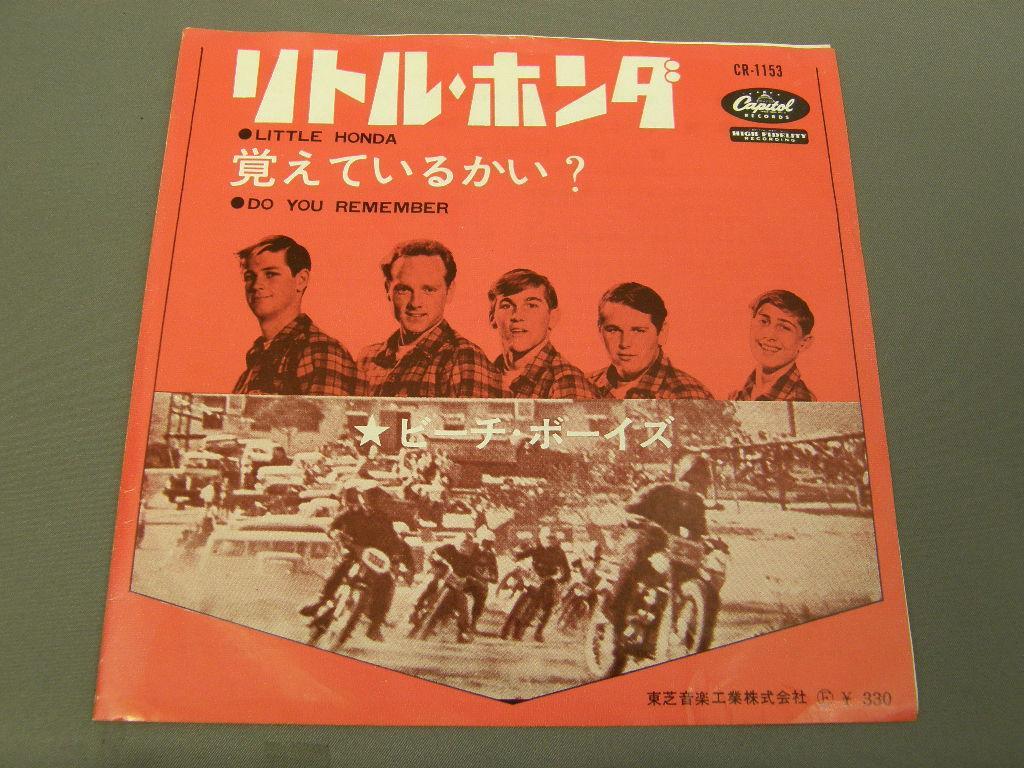 リトル・ホンダ
CR-1153
Capitol
RECORDS
HIGH FIDELITY
RECORDING
●LITTLE HONDA
覚えているかい?
●DO YOU REMEMBER
★ビーチ・ボーイズ
東芝音楽工業株式会社 Ⓕ ¥ 330